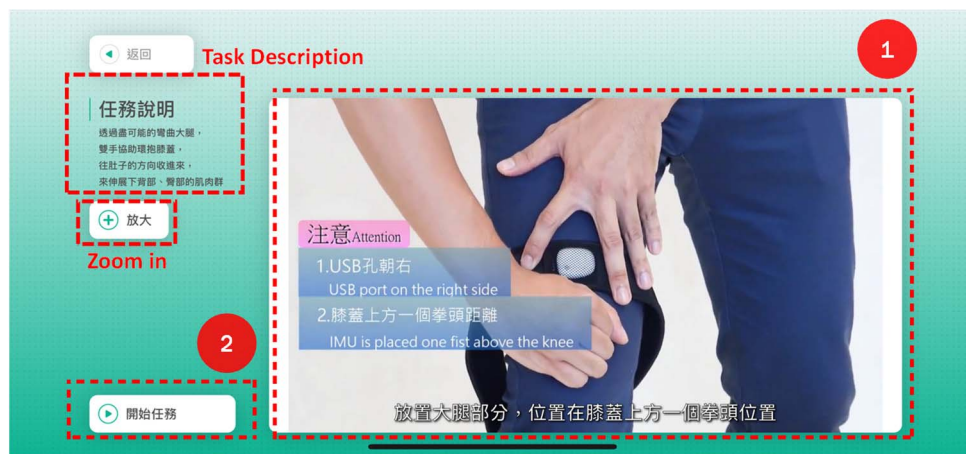 返回
Task Description
1
任務說明
透過盡可能的彎曲大腿，
雙手協助環抱膝蓋，
往肚子的方向收進來，
來伸展下背部、臀部的肌肉群
放大
Zoom in
注意Attention
1.USB孔朝右
USB port on the right side
2.膝蓋上方一個拳頭距離
IMU is placed one fist above the knee
2
開始任務
放置大腿部分，位置在膝蓋上方一個拳頭位置